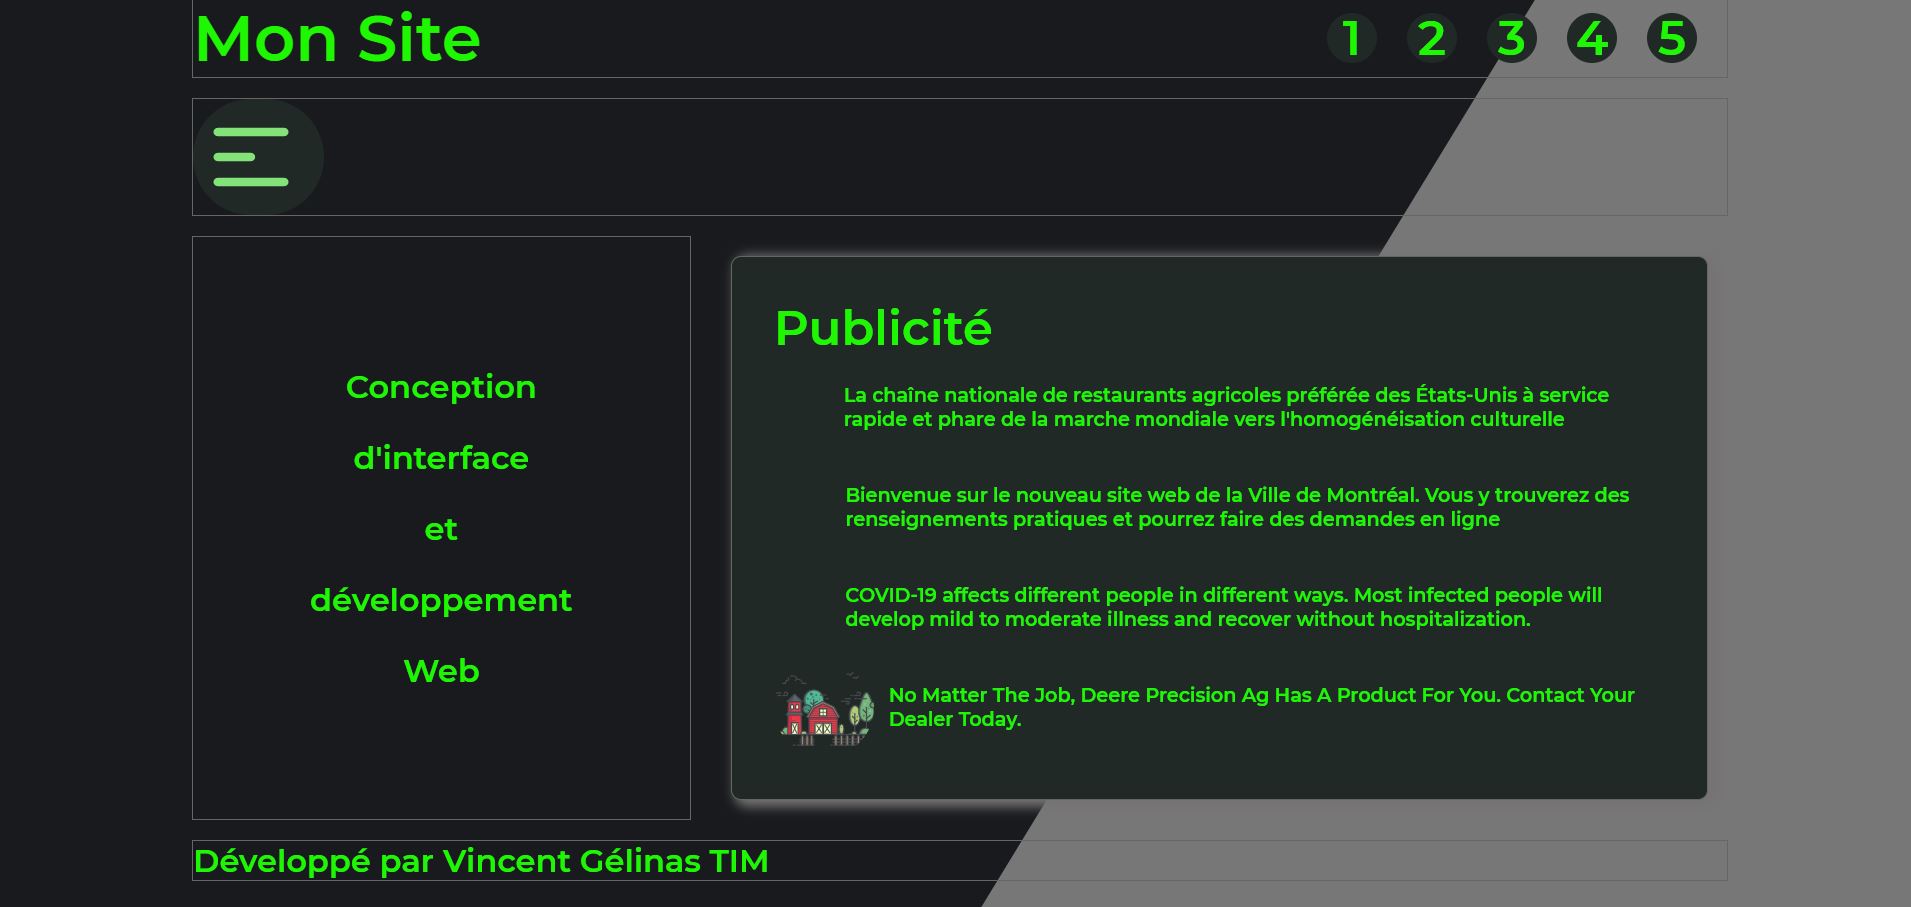 Mon Site
1 2 3 4 5
Conception
d'interface
et
développement
Web
Publicité
La chaîne nationale de restaurants agricoles préférée des États-Unis à service
rapide et phare de la marche mondiale vers l'homogénéisation culturelle
Bienvenue sur le nouveau site web de la Ville de Montréal. Vous y trouverez des
renseignements pratiques et pourrez faire des demandes en ligne
COVID-19 affects different people in different ways. Most infected people will
develop mild to moderate illness and recover without hospitalization.
No Matter The Job, Deere Precision Ag Has A Product For You. Contact Your
Dealer Today.
Développé par Vincent Gélinas TIM